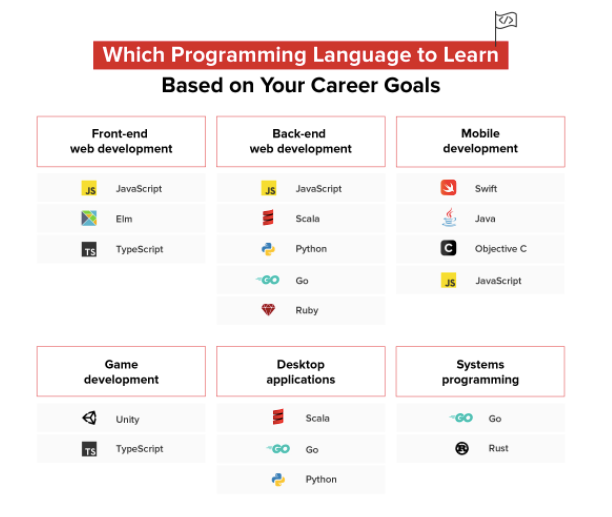 </>
Which Programming Language to Learn
Based on Your Career Goals
Front-end
web development
JS JavaScript
Elm
TS TypeScript
Back-end
web development
JS JavaScript
Scala
Python
GO Go
Ruby
Mobile
development
Swift
Java
C Objective C
JS JavaScript
Game
development
Unity
TS TypeScript
Desktop
applications
Scala
GO Go
Python
Systems
programming
GO Go
Rust